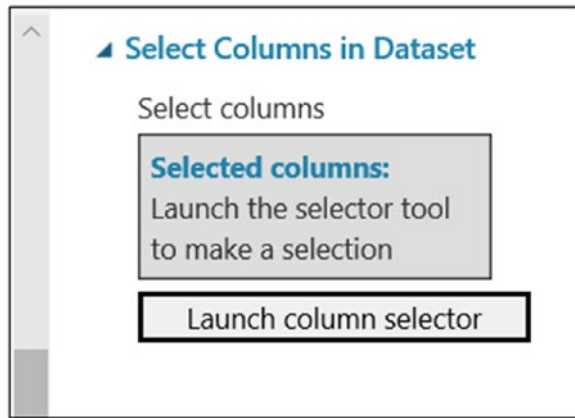 Select Columns in Dataset
Select columns
Selected columns:
Launch the selector tool
to make a selection
Launch column selector